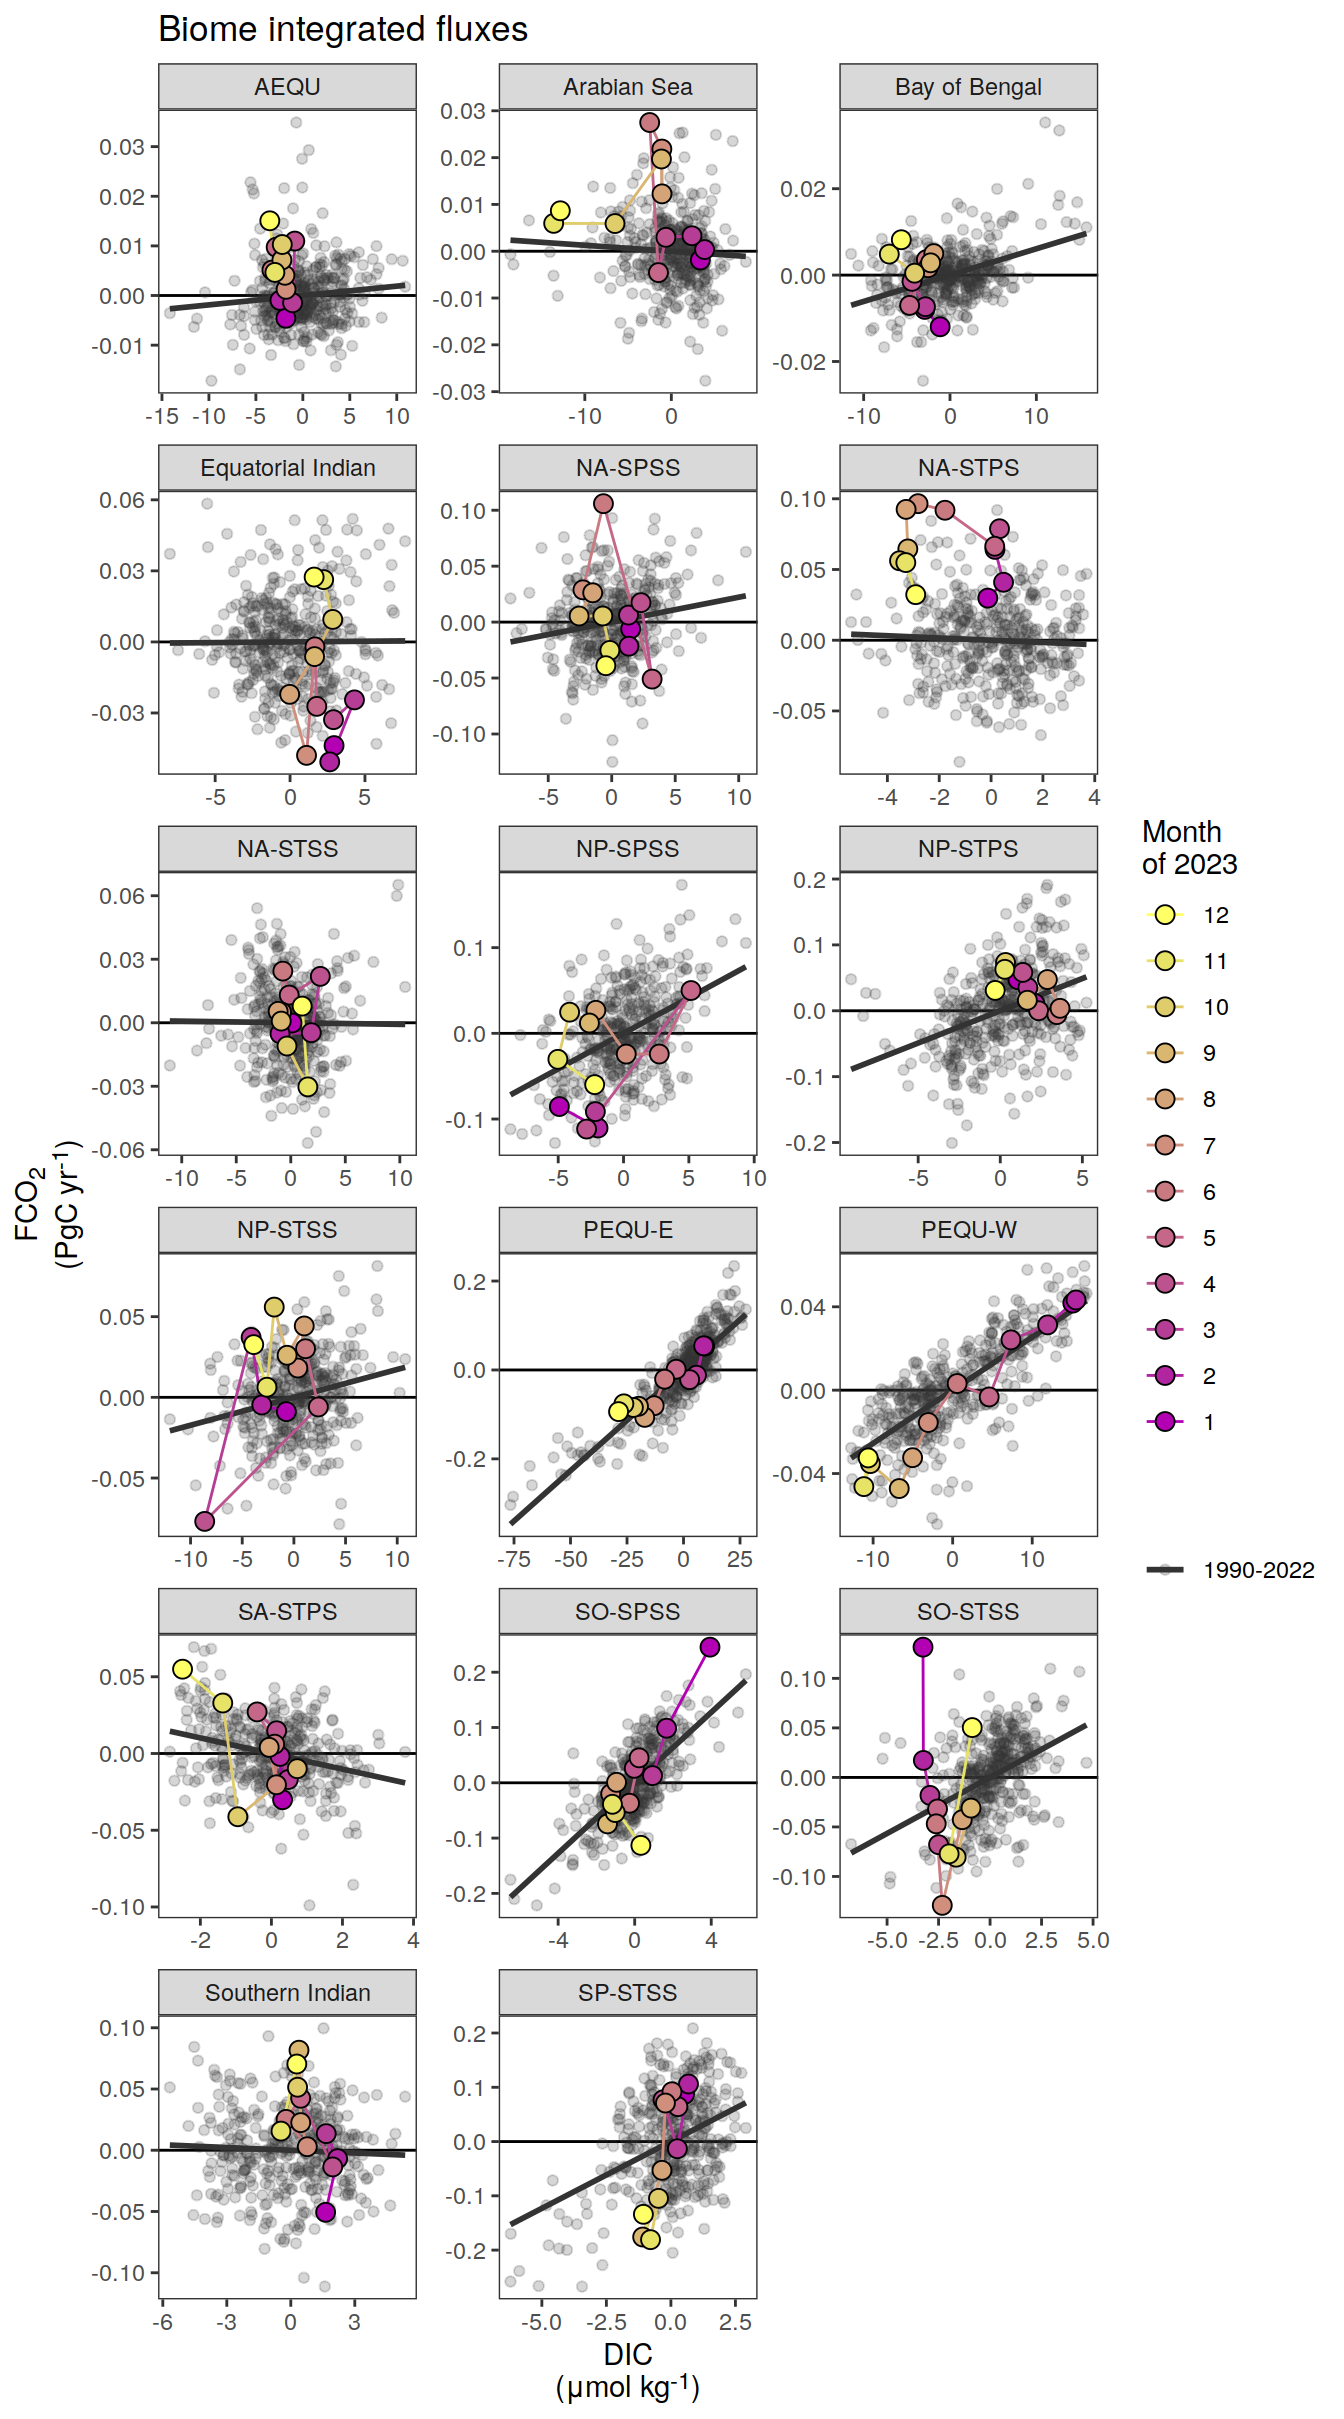 Biome integrated fluxes
AEQU
Arabian Sea
Bay of Bengal
0.03
0.02
0.01
0.00
-0.01
-15 -10 -5 0 5 10
0.03
0.02
0.01
0.00
-0.01
-0.02
-0.03
-10 0
0.02
0.00
-0.02
-10 0 10
Equatorial Indian
NA-SPSS
NA-STPS
0.06
0.03
0.00
-0.03
-5 0 5
0.10
0.05
0.00
-0.05
-0.10
-5 0 5 10
0.10
0.05
0.00
-0.05
-4 -2 0 2 4
NA-STSS
NP-SPSS
NP-STPS
0.06
0.03
0.00
-0.03
-0.06
-10 -5 0 5 10
0.1
0.0
-0.1
-5 0 5 10
0.2
0.1
0.0
-0.1
-0.2
-5 0 5
NP-STSS
PEQU-E
PEQU-W
0.05
0.00
-0.05
-10 -5 0 5 10
0.2
0.0
-0.2
-75 -50 -25 0 25
0.04
0.00
-0.04
-10 0 10
SA-STPS
SO-SPSS
SO-STSS
0.05
0.00
-0.05
-0.10
-2 0 2 4
0.2
0.1
0.0
-0.1
-0.2
-4 0 4
0.10
0.05
0.00
-0.05
-0.10
-5.0 -2.5 0.0 2.5 5.0
Southern Indian
SP-STSS
0.10
0.05
0.00
-0.05
-0.10
-6 -3 0 3
0.2
0.1
0.0
-0.1
-0.2
-5.0 -2.5 0.0 2.5
FCO₂
(PgC yr⁻¹)
DIC
(µmol kg⁻¹)
Month
of 2023
12
11
10
9
8
7
6
5
4
3
2
1
1990-2022